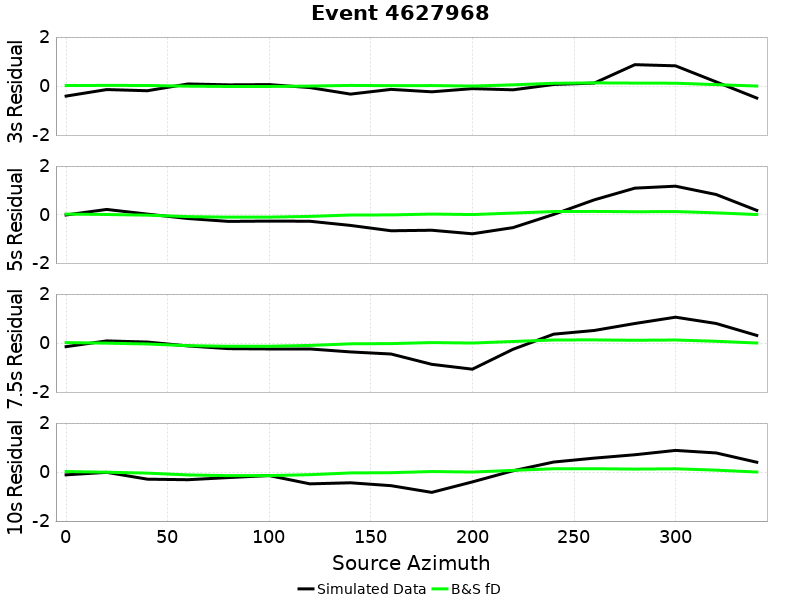 Event 4627968
3s Residual
2
0
-2
5s Residual
2
0
-2
7.5s Residual
2
0
-2
10s Residual
2
0
-2
0 50 100 150 200 250 300
Source Azimuth
Simulated Data B&S fD